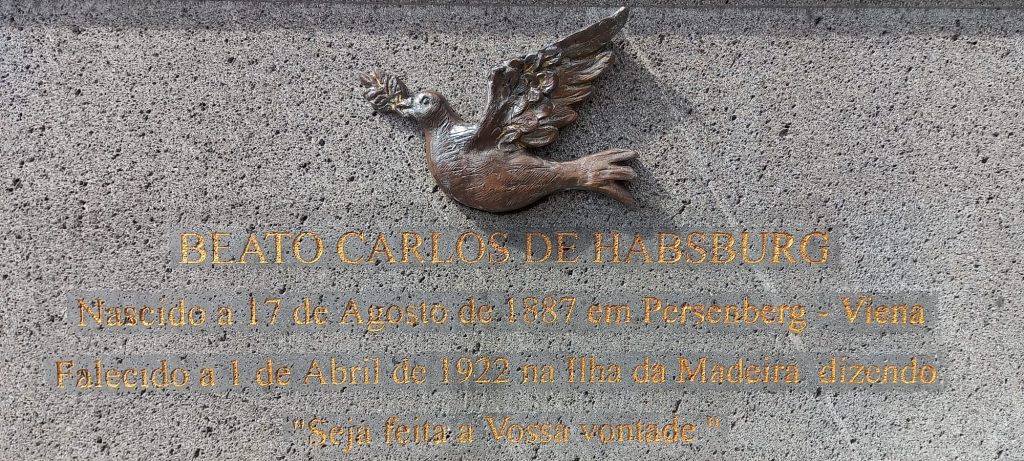 BEATO CARLOS DE HABSBURG
Nascido a 17 de Agosto de 1887 em Persenberg - Viena
Falecido a 1 de Abril de 1922 na Ilha da Madeira dizendo
"Seja feita a Vossa vontade"